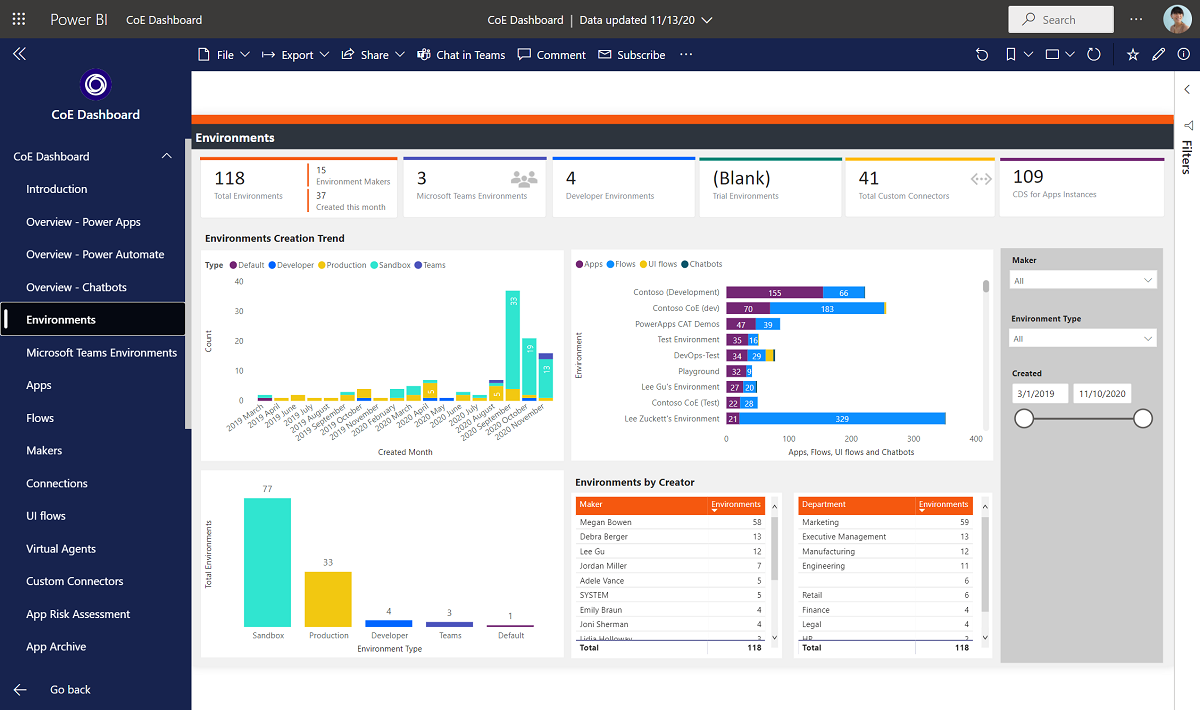 Power BI CoE Dashboard CoE Dashboard | Data updated 11/13/20 Search
File Export Share Chat in Teams Comment Subscribe
CoE Dashboard
CoE Dashboard
Introduction
Overview - Power Apps
Overview - Power Automate
Overview - Chatbots
Environments
Microsoft Teams Environments
Apps
Flows
Makers
Connections
UI flows
Virtual Agents
Custom Connectors
App Risk Assessment
App Archive
Go back
Environments
118
Total Environments
15
Environment Makers
37
Created this month
3
Microsoft Teams Environments
4
Developer Environments
(Blank)
Trial Environments
41
Total Custom Connectors
109
CDS for Apps Instances
Environments Creation Trend
Type Default Developer Production Sandbox Teams
Count
40
30
20
10
0
5
5
33
19
13
2019 March
2019 April
2019 June
2019 July
2019 August
2019 September
2019 October
2019 November
2020 February
2020 March
2020 April
2020 May
2020 June
2020 July
2020 August
2020 September
2020 October
2020 November
Created Month
Apps Flows UI flows Chatbots
Environment
Contoso (Development) 155 66
Contoso CoE (dev) 70 183
PowerApps CAT Demos 47 39
Test Environment 35 16
DevOps-Test 34 29
Playground 32 9
Lee Gu's Environment 27 20
Contoso CoE (Test) 22 28
Lee Zuckett's Environment 21 329
0 100 200 300 400
Apps, Flows, UI flows and Chatbots
Maker
All
Environment Type
All
Created
3/1/2019 11/10/2020
Filters
Total Environments
77
33
4
3
1
Sandbox Production Developer Teams Default
Environment Type
Environments by Creator
Maker Environments
Megan Bowen 58
Debra Berger 13
Lee Gu 12
Jordan Miller 7
Adele Vance 5
SYSTEM 5
Emily Braun 4
Joni Sherman 4
Lidia Holloway 3
Total 118
Department Environments
Marketing 59
Executive Management 13
Manufacturing 12
Engineering 11
6
Retail 6
Finance 4
Legal 4
HR
Total 118